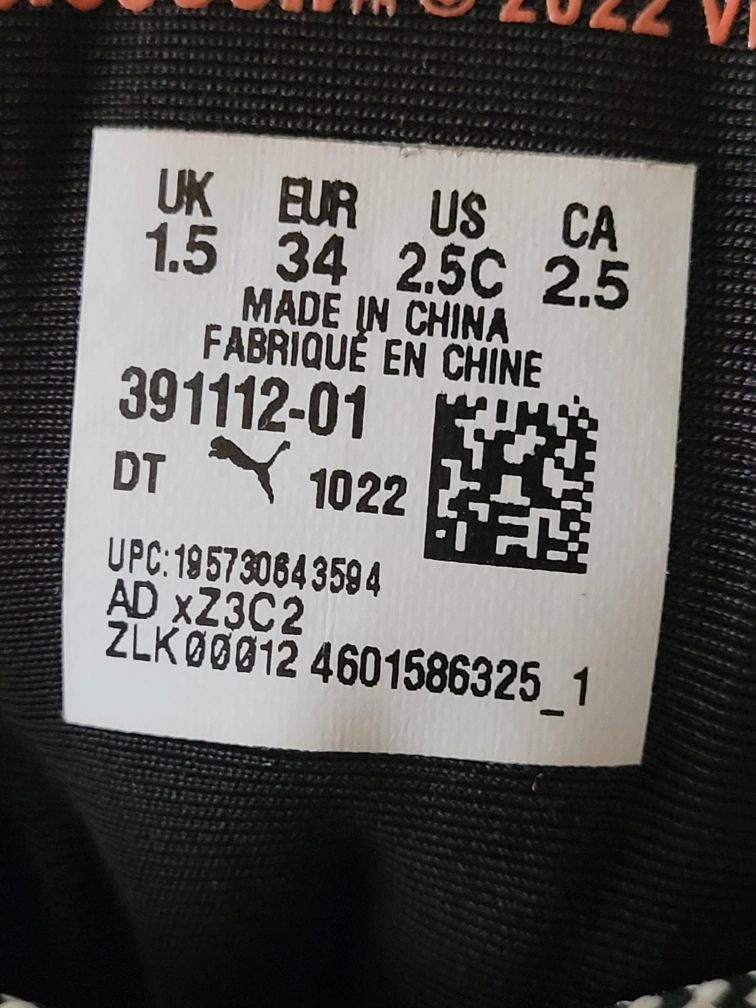 © 2022
UK EUR US CA
1.5 34 2.5C 2.5
MADE IN CHINA
FABRIQUÉ EN CHINE
391112-01
DT 1022
UPC:195730643594
AD xZ3C2
ZLK00012 4601586325_1